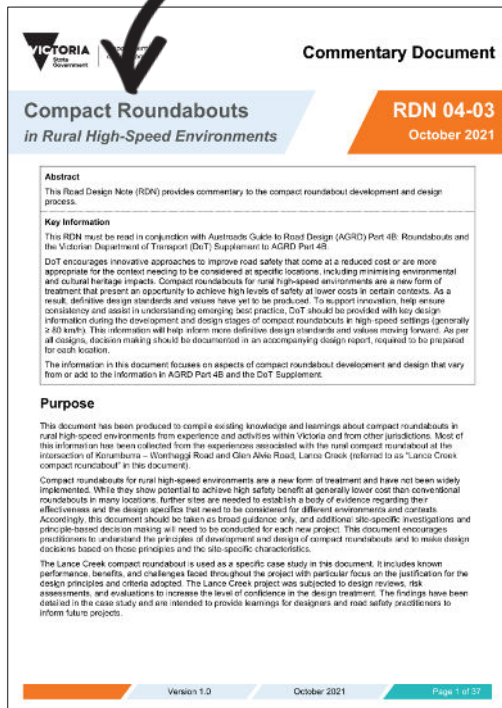 VICTORIA
State
Government
Commentary Document
Compact Roundabouts
in Rural High-Speed Environments
RDN 04-03
October 2021
Abstract
This Road Design Note (RDN) provides commentary to the compact roundabout development and design
process.
Key Information
This RDN must be read in conjunction with Austroads Guide to Road Design (AGRD) Part 4B: Roundabouts and
the Victorian Department of Transport (DoT) Supplement to AGRD Part 4B.
DoT encourages innovative approaches to improve road safety that come at a reduced cost or are more
appropriate for the context needing to be considered at specific locations, including minimising environmental
and cultural heritage impacts. Compact roundabouts for rural high-speed environments are a new form of
treatment that present an opportunity to achieve high levels of safety at lower costs in certain contexts. As a
result, definitive design standards and values have yet to be produced. To support innovation, help ensure
consistency and assist in understanding emerging best practice, DoT should be provided with key design
information during the development and design stages of compact roundabouts in high-speed settings (generally
≥ 80 km/h). This information will help inform more definitive design standards and values moving forward. As per
all designs, decision making should be documented in an accompanying design report, required to be prepared
for each location.
The information in this document focuses on aspects of compact roundabout development and design that vary
from or add to the information in AGRD Part 4B and the DoT Supplement.
Purpose
This document has been produced to compile existing knowledge and learnings about compact roundabouts in
rural high-speed environments from experience and activities within Victoria and from other jurisdictions. Most of
this information has been collected from the experiences associated with the rural compact roundabout at the
intersection of Korumburra – Wonthaggi Road and Glen Alvie Road, Lance Creek (referred to as "Lance Creek
compact roundabout" in this document).
Compact roundabouts for rural high-speed environments are a new form of treatment and have not been widely
implemented. While they show potential to achieve high safety benefit at generally lower cost than conventional
roundabouts in many locations, further sites are needed to establish a body of evidence regarding their
effectiveness and the design specifics that need to be considered for different environments and contexts.
Accordingly, this document should be taken as broad guidance only, and additional site-specific investigations and
principle-based decision making will need to be conducted for each new project. This document encourages
practitioners to understand the principles of development and design of compact roundabouts and to make design
decisions based on these principles and the site-specific characteristics.
The Lance Creek compact roundabout is used as a specific case study in this document. It includes known
performance, benefits, and challenges faced throughout the project with particular focus on the justification for the
design principles and criteria adopted. The Lance Creek project was subjected to design reviews, risk
assessments, and evaluations to increase the level of confidence in the design treatment. The findings have been
detailed in the case study and are intended to provide learnings for designers and road safety practitioners to
inform future projects.
Version 1.0
October 2021
Page 1 of 37